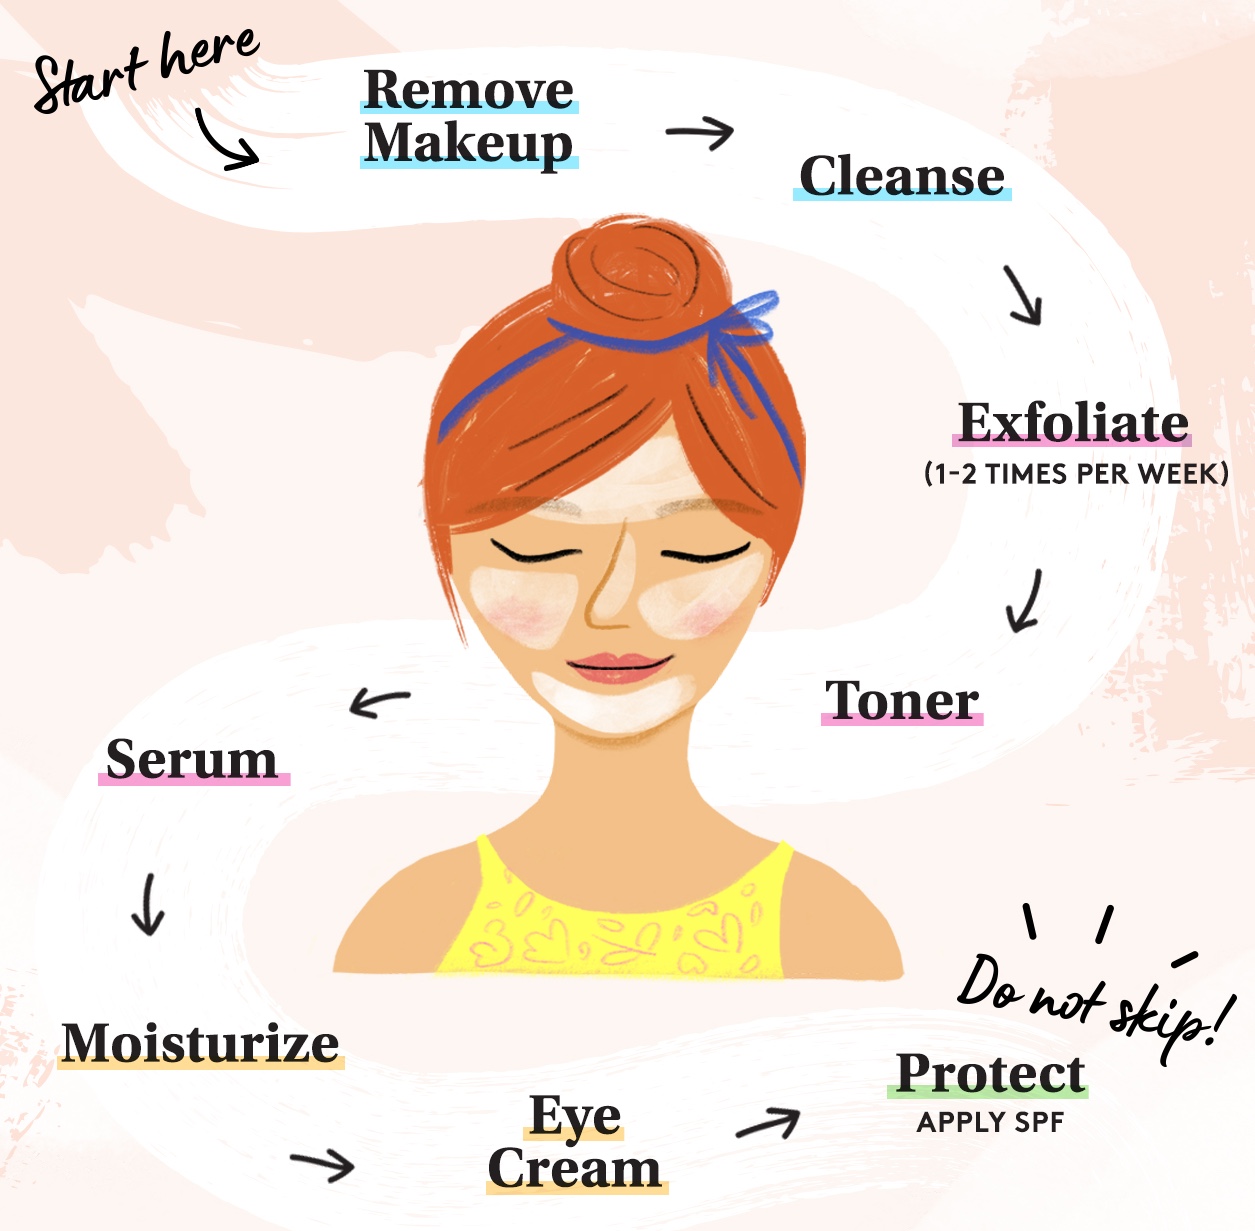 Start here
Remove
Makeup
Cleanse
Exfoliate
(1-2 TIMES PER WEEK)
Toner
Serum
Moisturize
Eye
Cream
Do not skip!
Protect
APPLY SPF